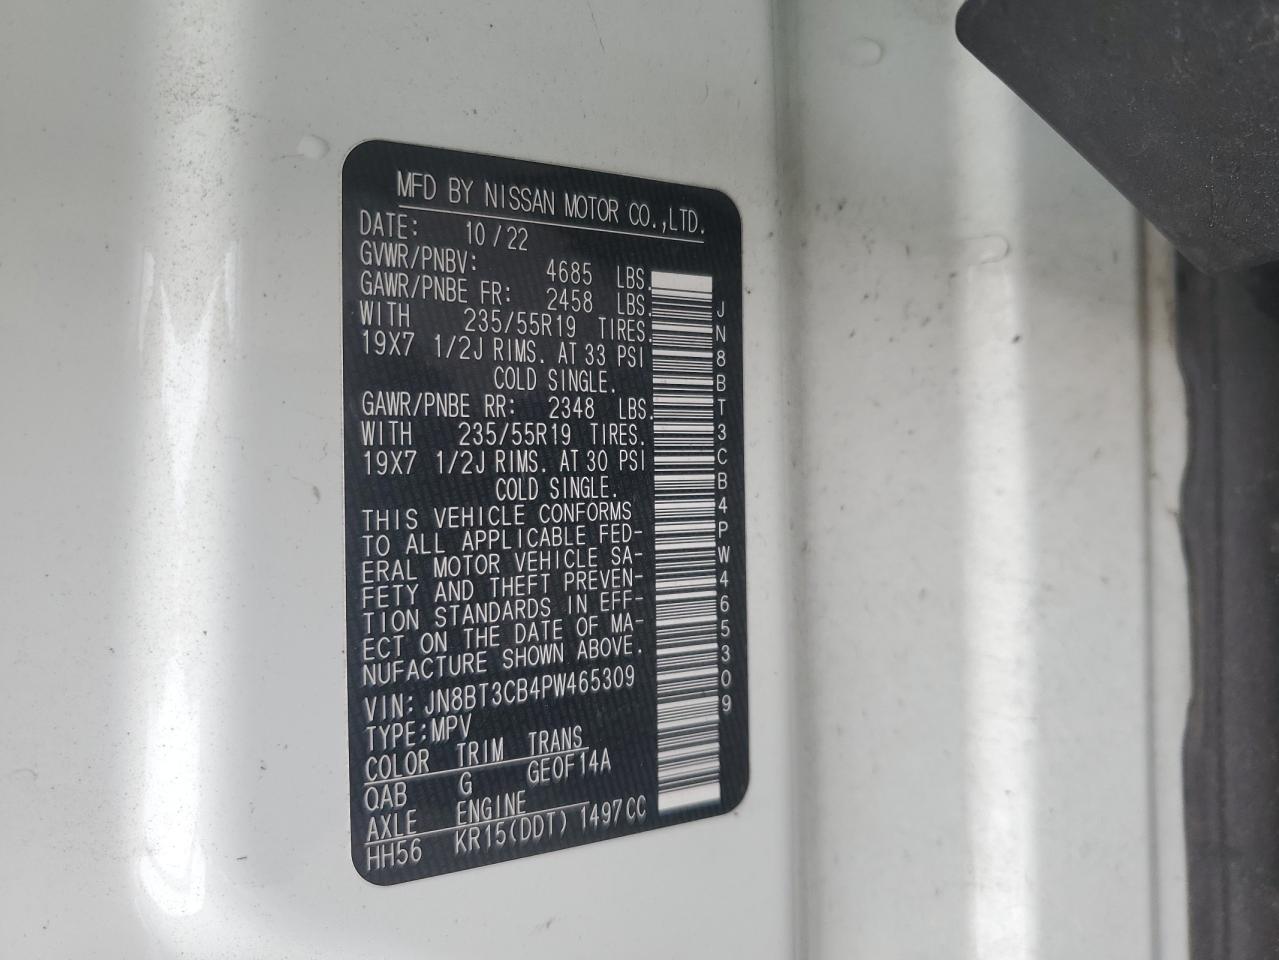 MFD BY NISSAN MOTOR CO.,LTD.
DATE: 10/22
GVWR/PNBV: 4685 LBS.
GAWR/PNBE FR: 2458 LBS.
WITH 235/55R19 TIRES.
19X7 1/2J RIMS. AT 33 PSI
COLD SINGLE.
GAWR/PNBE RR: 2348 LBS.
WITH 235/55R19 TIRES.
19X7 1/2J RIMS. AT 30 PSI
COLD SINGLE.
THIS VEHICLE CONFORMS
TO ALL APPLICABLE FED-
ERAL MOTOR VEHICLE SA-
FETY AND THEFT PREVEN-
TION STANDARDS IN EFF-
ECT ON THE DATE OF MA-
NUFACTURE SHOWN ABOVE.
VIN: JN8BT3CB4PW465309
TYPE:MPV
COLOR TRIM TRANS
QAB G GE0F14A
AXLE ENGINE
HH56 KR15(DDT) 1497CC
JN8BT3CB4PW465309